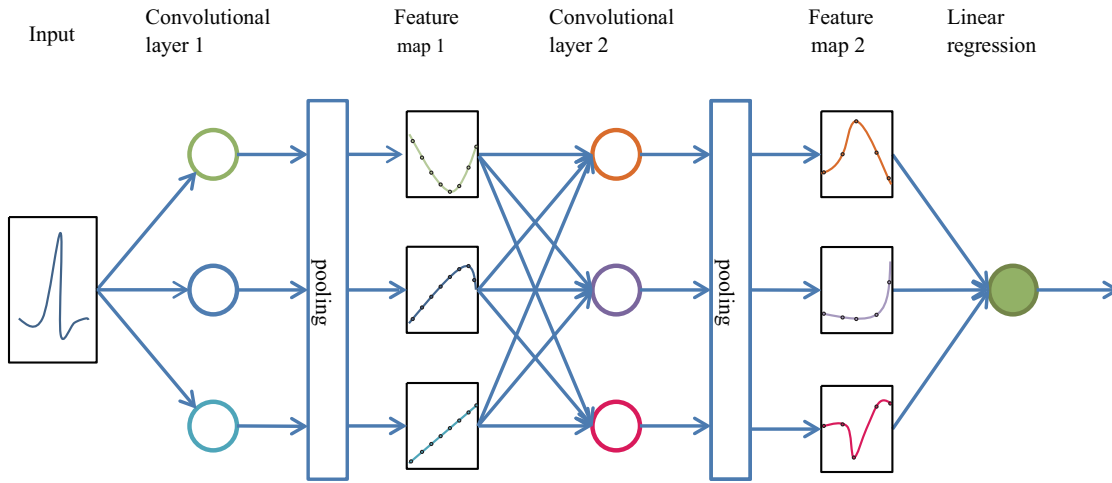 Input
Convolutional
layer 1
Feature
map 1
Convolutional
layer 2
Feature
map 2
Linear
regression
pooling
pooling